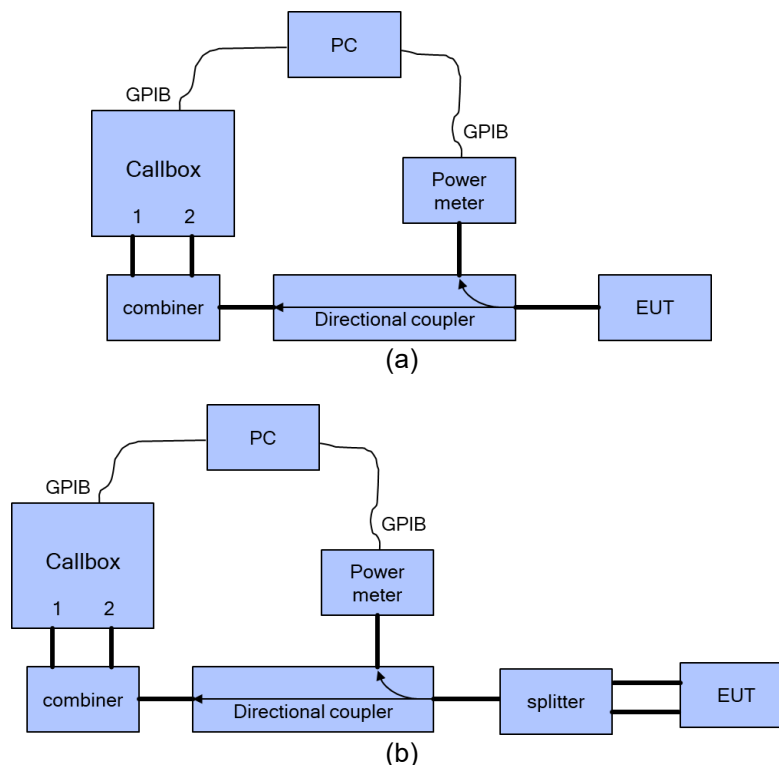 PC
GPIB
GPIB
Callbox
Power
meter
1 2
combiner
Directional coupler
EUT
(a)
PC
GPIB
GPIB
Callbox
Power
meter
1 2
combiner
Directional coupler
splitter
EUT
(b)